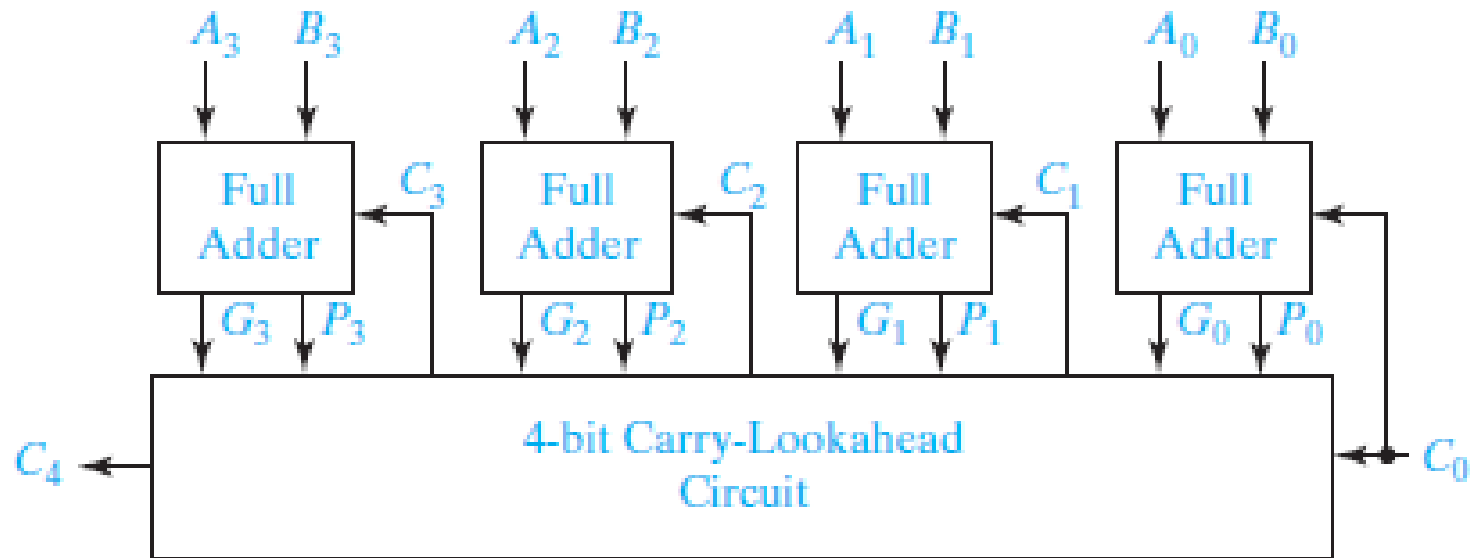 A₃ B₃ A₂ B₂ A₁ B₁ A₀ B₀
Full Adder C₃ Full Adder C₂ Full Adder C₁ Full Adder
G₃ P₃ G₂ P₂ G₁ P₁ G₀ P₀
4-bit Carry-Lookahead
Circuit
C₄ C₀